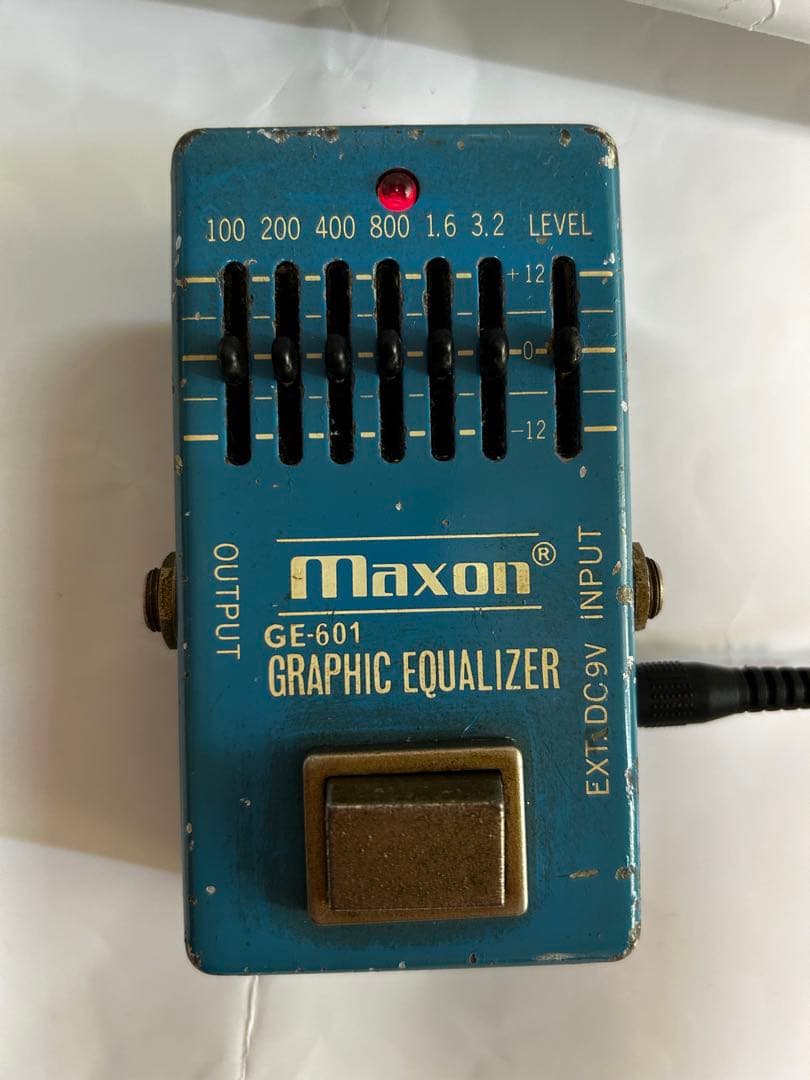 100 200 400 800 1.6 3.2 LEVEL
+12
0
-12
maxon®
GE-601
GRAPHIC EQUALIZER
OUTPUT
INPUT
EXT.DC9V